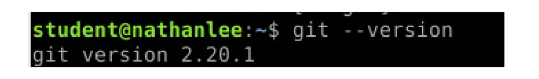 student@nathanlee:~$ git --version
git version 2.20.1